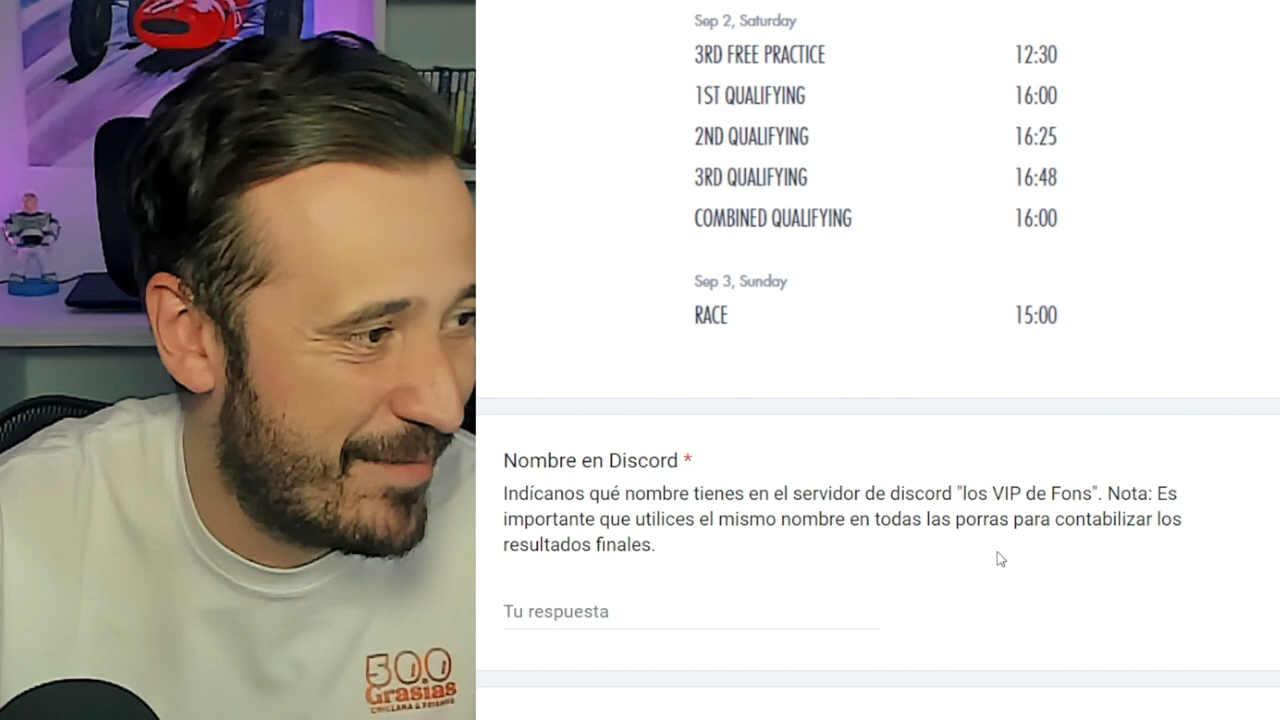 Sep 2, Saturday
3RD FREE PRACTICE 12:30
1ST QUALIFYING 16:00
2ND QUALIFYING 16:25
3RD QUALIFYING 16:48
COMBINED QUALIFYING 16:00
Sep 3, Sunday
RACE 15:00
Nombre en Discord *
Indícanos qué nombre tienes en el servidor de discord "los VIP de Fons". Nota: Es
importante que utilices el mismo nombre en todas las porras para contabilizar los
resultados finales.
Tu respuesta
500
Grasias
CHICLANA & FRIENDS